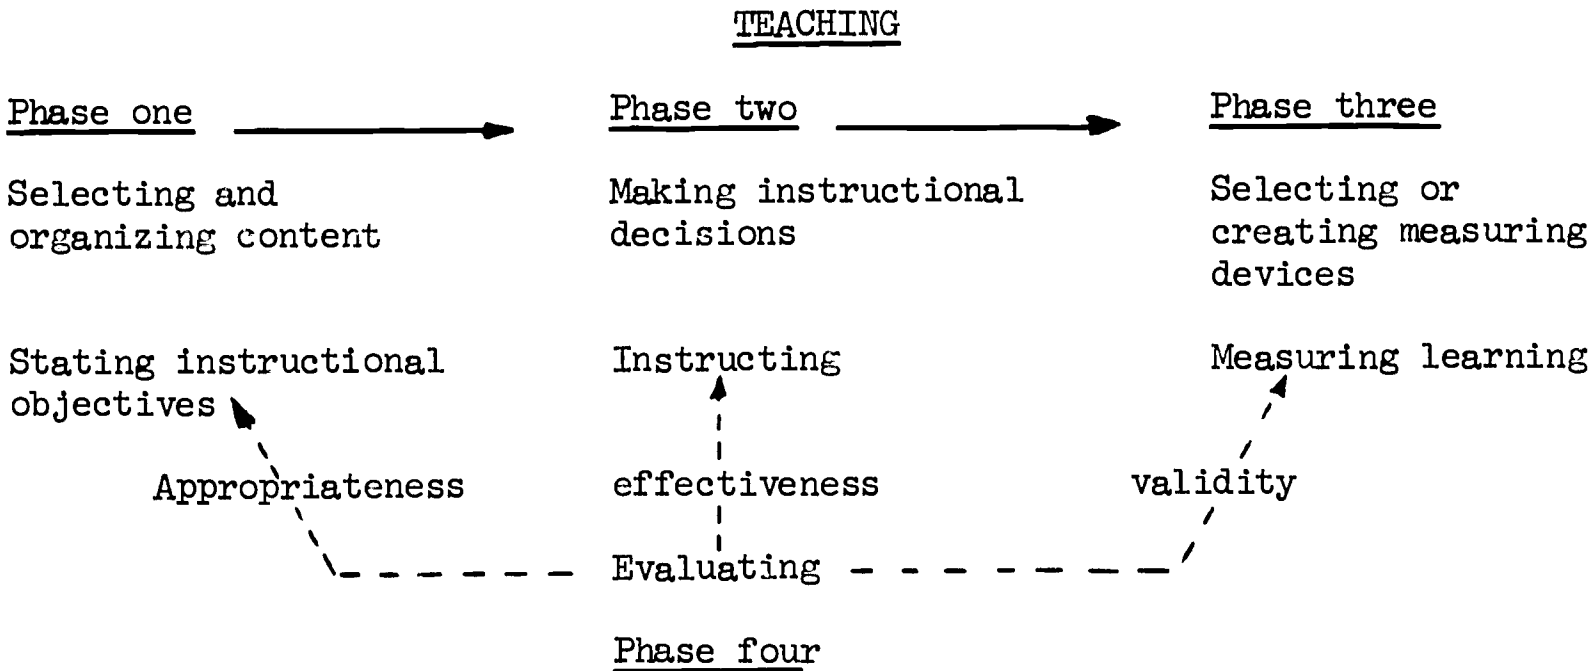 TEACHING
Phase one
Phase two
Phase three
Selecting and
organizing content
Making instructional
decisions
Selecting or
creating measuring
devices
Stating instructional
objectives
Instructing
Measuring learning
Appropriateness
effectiveness
validity
Evaluating
Phase four